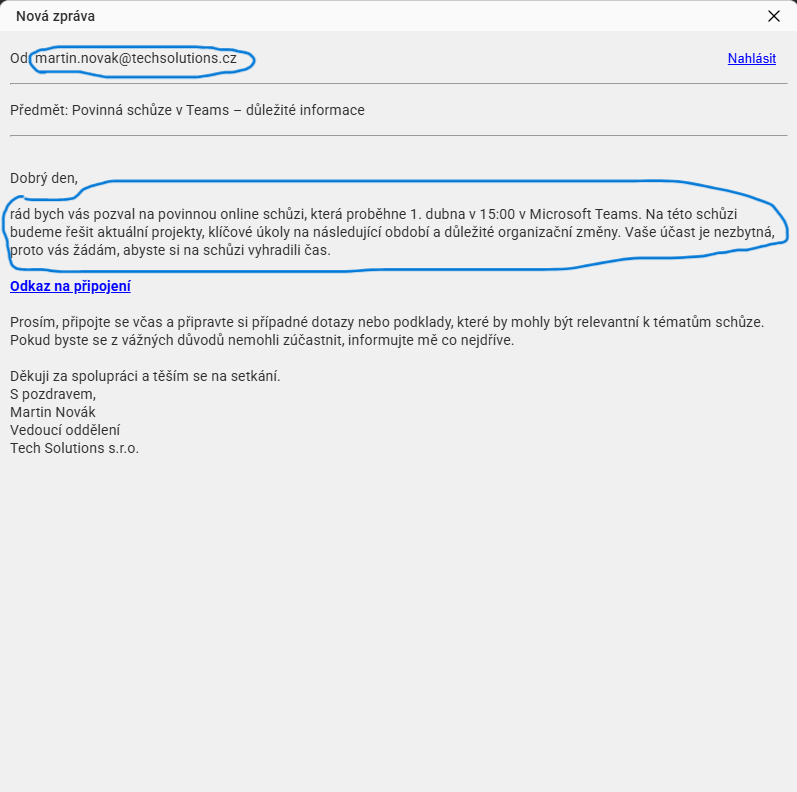 Nová zpráva
Od: martin.novak@techsolutions.cz
Nahlásit
Předmět: Povinná schůze v Teams – důležité informace
Dobrý den,
rád bych vás pozval na povinnou online schůzi, která proběhne 1. dubna v 15:00 v Microsoft Teams. Na této schůzi
budeme řešit aktuální projekty, klíčové úkoly na následující období a důležité organizační změny. Vaše účast je nezbytná,
proto vás žádám, abyste si na schůzi vyhradili čas.
Odkaz na připojení
Prosím, připojte se včas a připravte si případné dotazy nebo podklady, které by mohly být relevantní k tématům schůze.
Pokud byste se z vážných důvodů nemohli zúčastnit, informujte mě co nejdříve.
Děkuji za spolupráci a těším se na setkání.
S pozdravem,
Martin Novák
Vedoucí oddělení
Tech Solutions s.r.o.